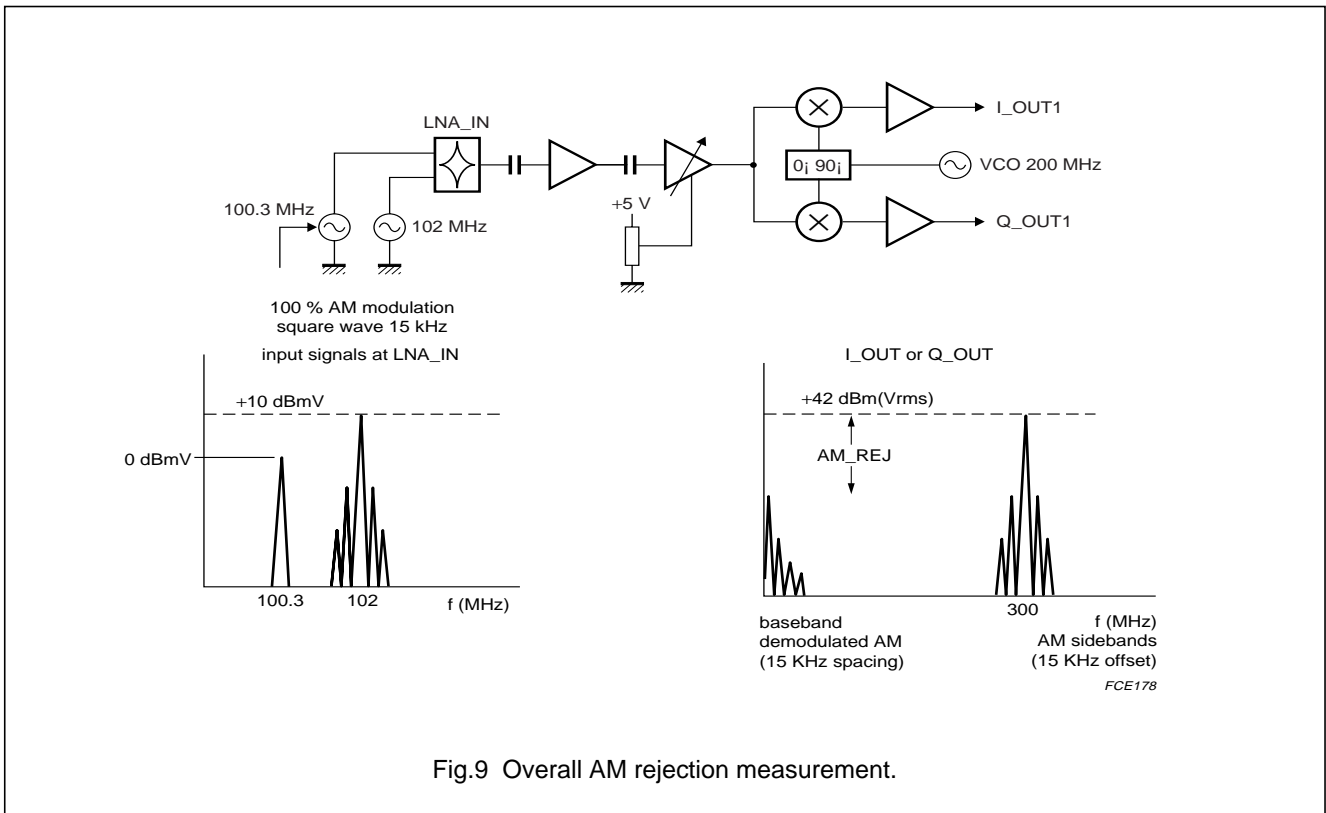 LNA_IN
I_OUT1
0¡ 90¡
VCO 200 MHz
+5 V
100.3 MHz
102 MHz
Q_OUT1
100 % AM modulation
square wave 15 kHz
input signals at LNA_IN
I_OUT or Q_OUT
+10 dBmV
+42 dBm(Vrms)
0 dBmV
AM_REJ
100.3
102
f (MHz)
300
baseband
demodulated AM
(15 KHz spacing)
f (MHz)
AM sidebands
(15 KHz offset)
FCE178
Fig.9 Overall AM rejection measurement.